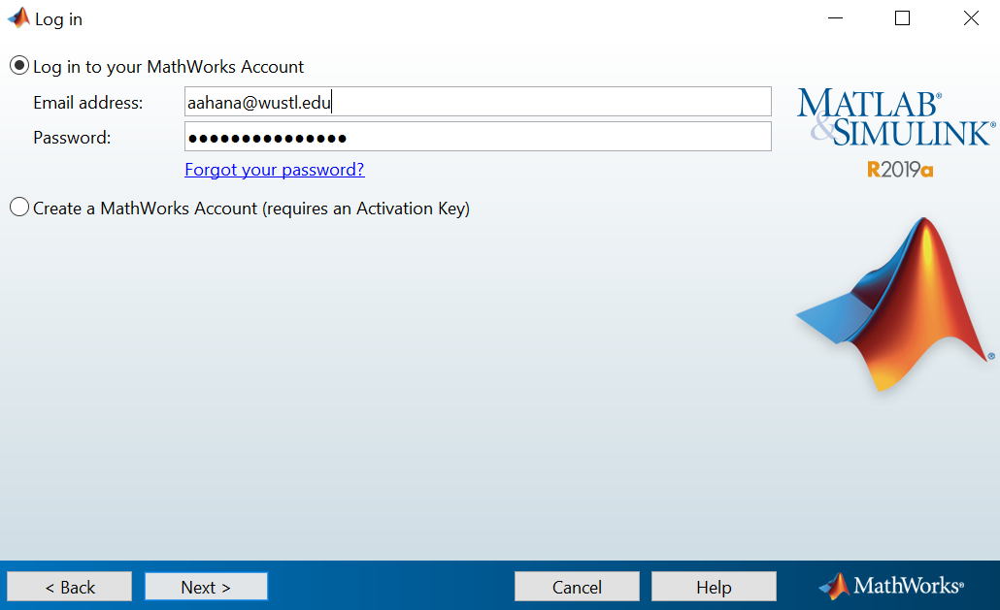 Log in
Log in to your MathWorks Account
Email address: aahana@wustl.edu
Password: ●●●●●●●●●●●●●●●
Forgot your password?
Create a MathWorks Account (requires an Activation Key)
MATLAB®
&SIMULINK®
R2019a
®
< Back Next > Cancel Help MathWorks®